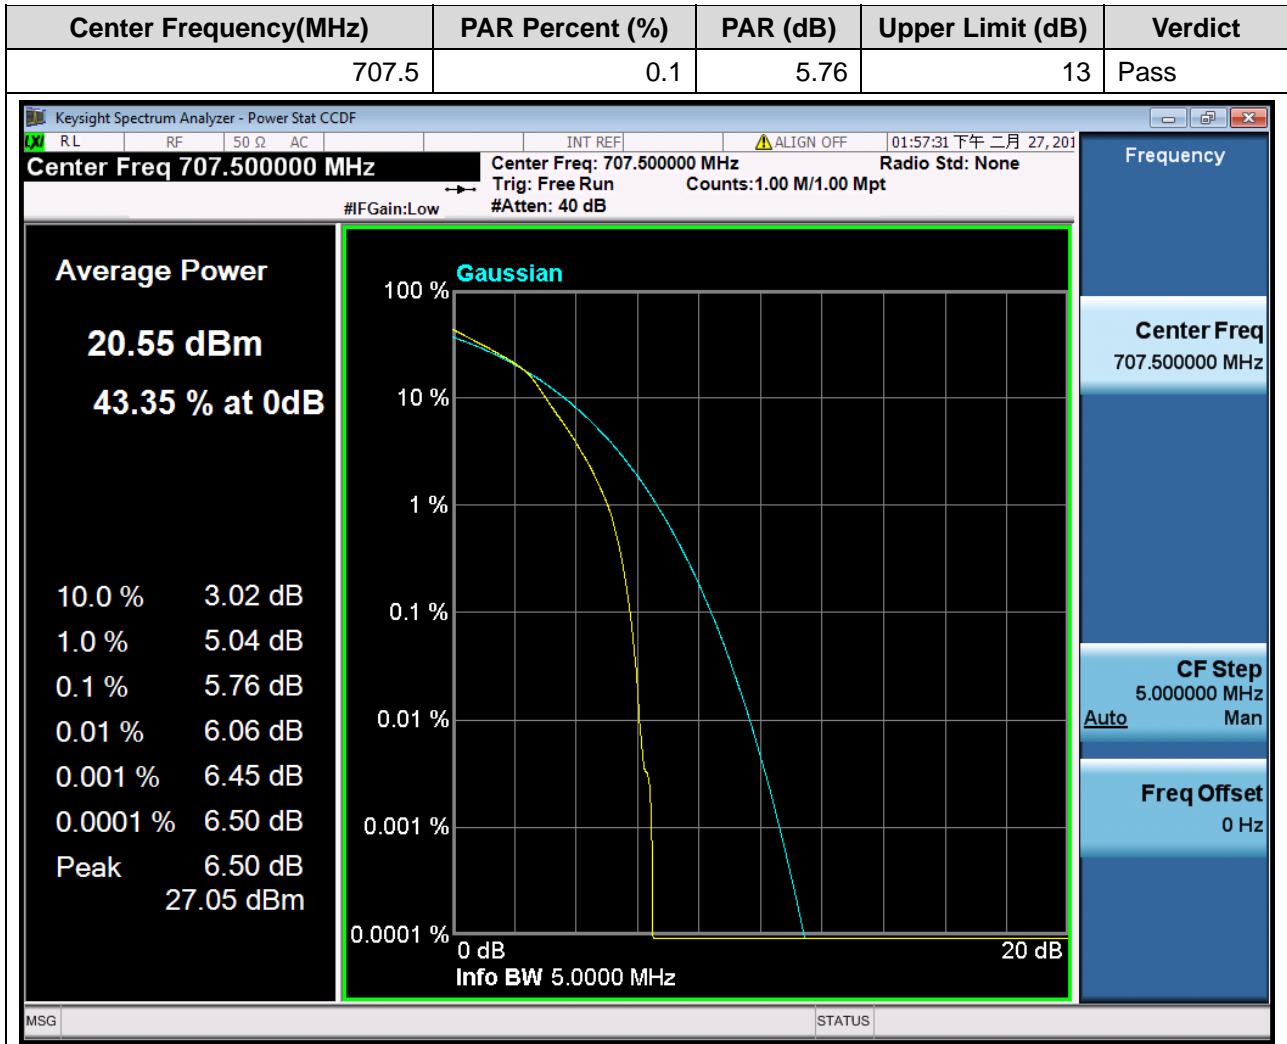 Center Frequency(MHz) PAR Percent (%) PAR (dB) Upper Limit (dB) Verdict
707.5 0.1 5.76 13 Pass
Keysight Spectrum Analyzer - Power Stat CCDF
LXI RL RF 50 Ω AC INT REF ALIGN OFF 01:57:31 下午 二月 27, 201
Center Freq 707.500000 MHz
Center Freq: 707.500000 MHz Radio Std: None
Trig: Free Run Counts:1.00 M/1.00 Mpt
#IFGain:Low #Atten: 40 dB
Average Power
20.55 dBm
43.35 % at 0dB
10.0 % 3.02 dB
1.0 % 5.04 dB
0.1 % 5.76 dB
0.01 % 6.06 dB
0.001 % 6.45 dB
0.0001 % 6.50 dB
Peak 6.50 dB
27.05 dBm
Gaussian
100 %
10 %
1 %
0.1 %
0.01 %
0.001 %
0.0001 %
0 dB 20 dB
Info BW 5.0000 MHz
Frequency
Center Freq
707.500000 MHz
CF Step
5.000000 MHz
Auto Man
Freq Offset
0 Hz
MSG STATUS